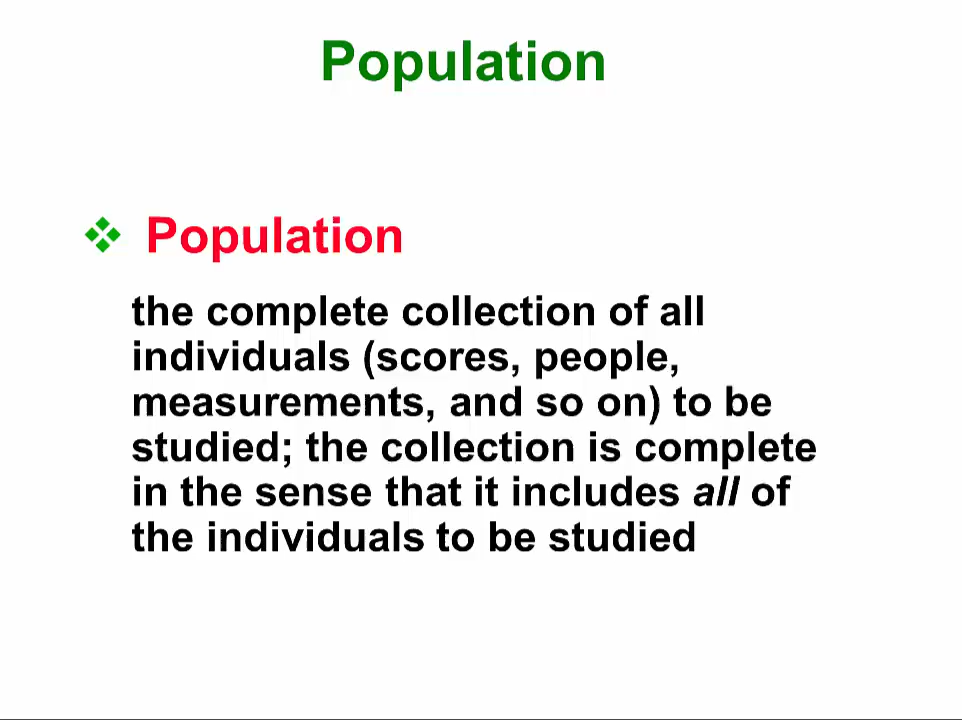 Population
Population
the complete collection of all
individuals (scores, people,
measurements, and so on) to be
studied; the collection is complete
in the sense that it includes all of
the individuals to be studied